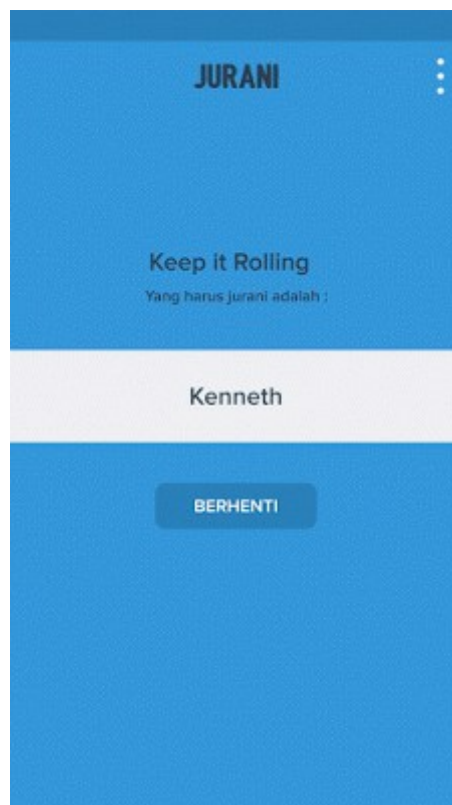 JURANI
Keep it Rolling
Yang harus jurani adalah :
Kenneth
BERHENTI